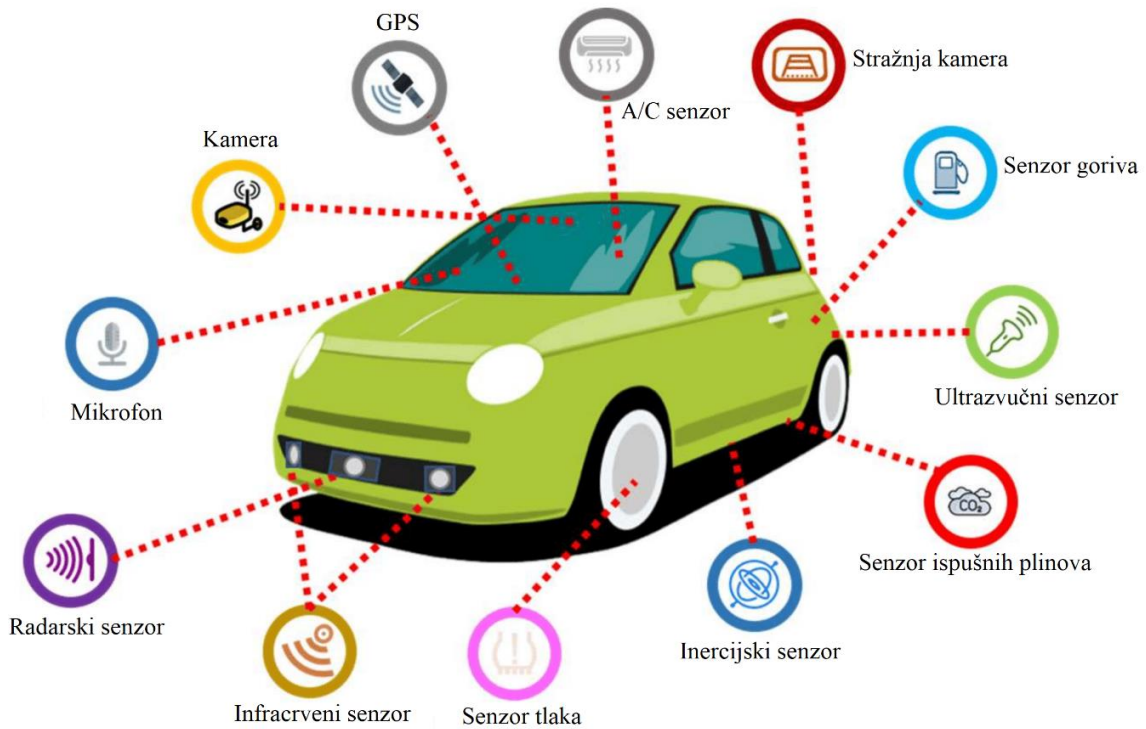 GPS
A/C senzor
Stražnja kamera
Kamera
Senzor goriva
Mikrofon
Ultrazvučni senzor
CO₂
Senzor ispušnih plinova
Radarski senzor
Inercijski senzor
Infracrveni senzor
Senzor tlaka